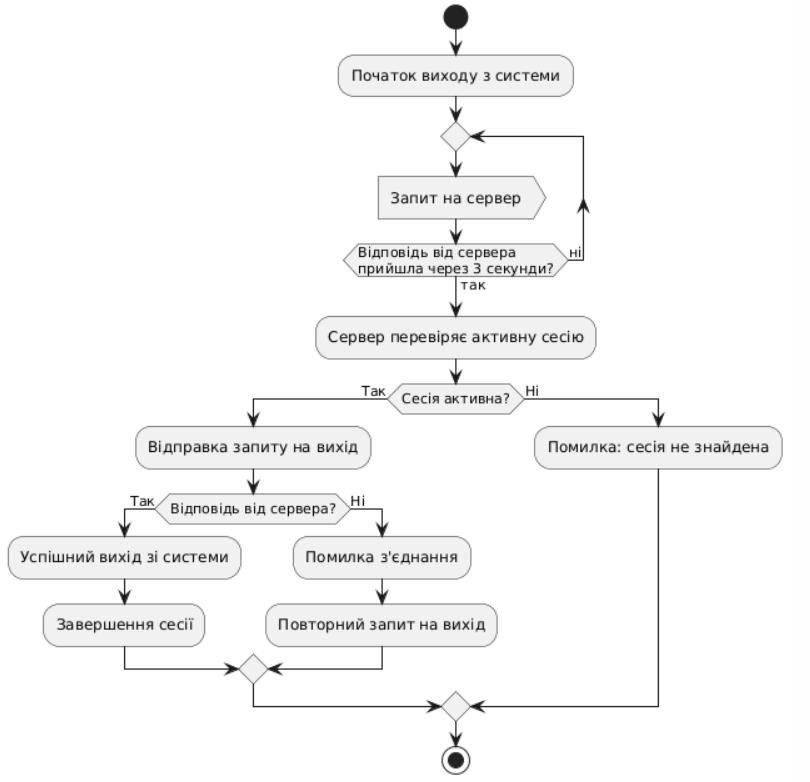 Початок виходу з системи
Запит на сервер
Відповідь від сервера
прийшла через 3 секунди?
ні
так
Сервер перевіряє активну сесію
Так
Сесія активна?
Ні
Відправка запиту на вихід
Помилка: сесія не знайдена
Так
Відповідь від сервера?
Ні
Успішний вихід зі системи
Помилка з'єднання
Завершення сесії
Повторний запит на вихід